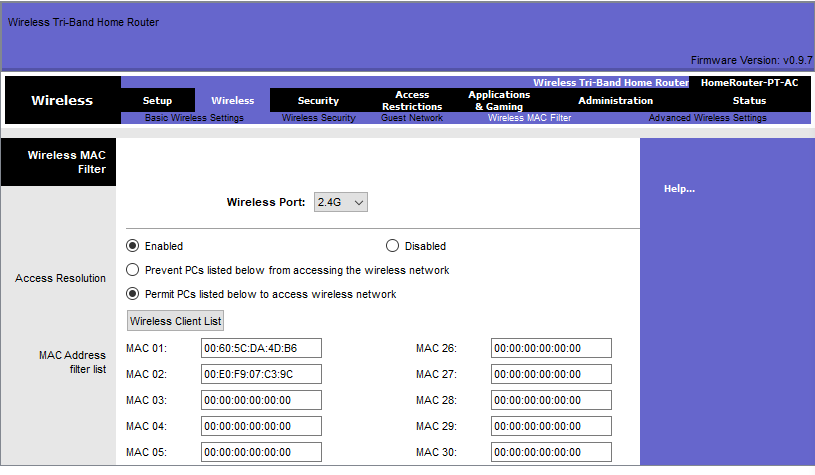 Wireless Tri-Band Home Router
Firmware Version: v0.9.7
Wireless Tri-Band Home Router HomeRouter-PT-AC
Wireless
Setup Wireless Security Access Restrictions Applications & Gaming Administration Status
Basic Wireless Settings Wireless Security Guest Network Wireless MAC Filter Advanced Wireless Settings
Wireless MAC
Filter
Help...
Wireless Port: 2.4G
Enabled Disabled
Access Resolution
Prevent PCs listed below from accessing the wireless network
Permit PCs listed below to access wireless network
Wireless Client List
MAC Address
filter list
MAC 01: 00:60:5C:DA:4D:B6 MAC 26: 00:00:00:00:00:00
MAC 02: 00:E0:F9:07:C3:9C MAC 27: 00:00:00:00:00:00
MAC 03: 00:00:00:00:00:00 MAC 28: 00:00:00:00:00:00
MAC 04: 00:00:00:00:00:00 MAC 29: 00:00:00:00:00:00
MAC 05: 00:00:00:00:00:00 MAC 30: 00:00:00:00:00:00